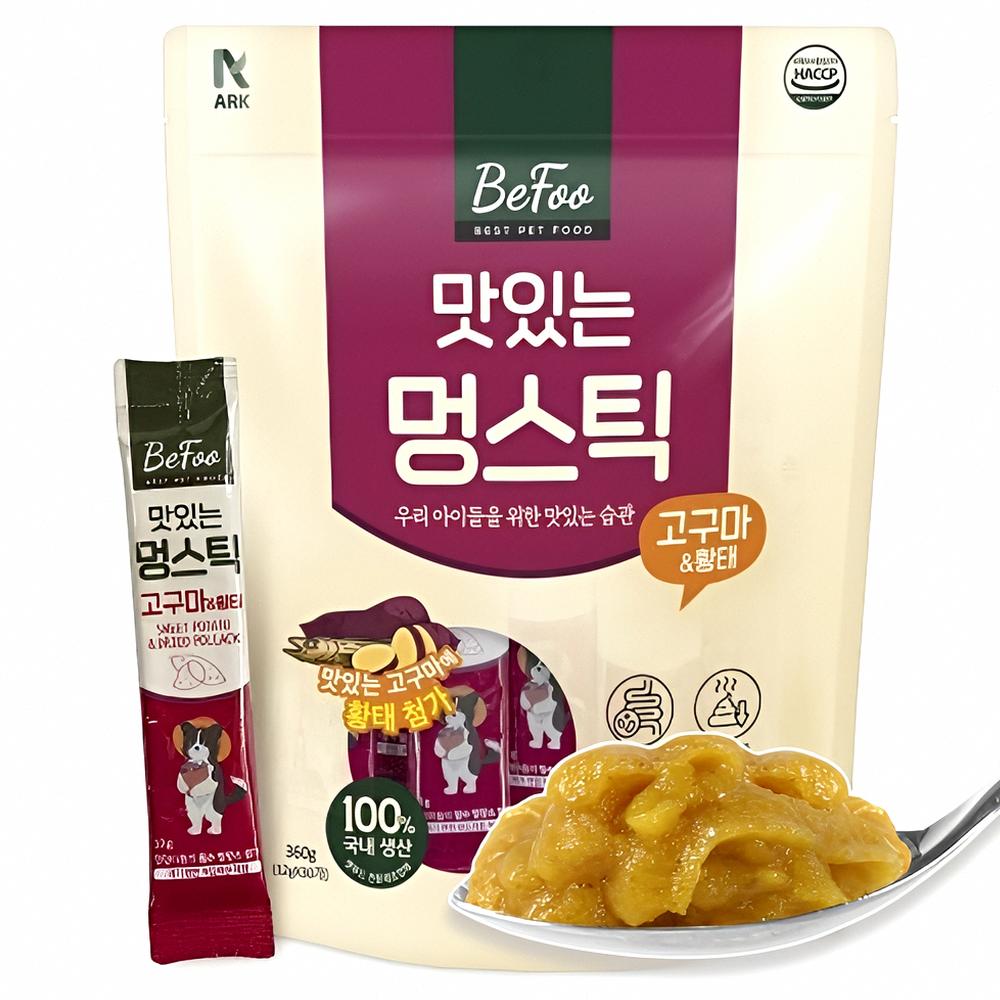 ARK
HACCP
BeFoo
BEST PET FOOD
맛있는
멍스틱
우리 아이들을 위한 맛있는 습관
고구마
&황태
맛있는 고구마에
황태 첨가
100%
국내 생산
BeFoo
맛있는
멍스틱
고구마&황태
SWEET POTATO
& DRIED POLLACK